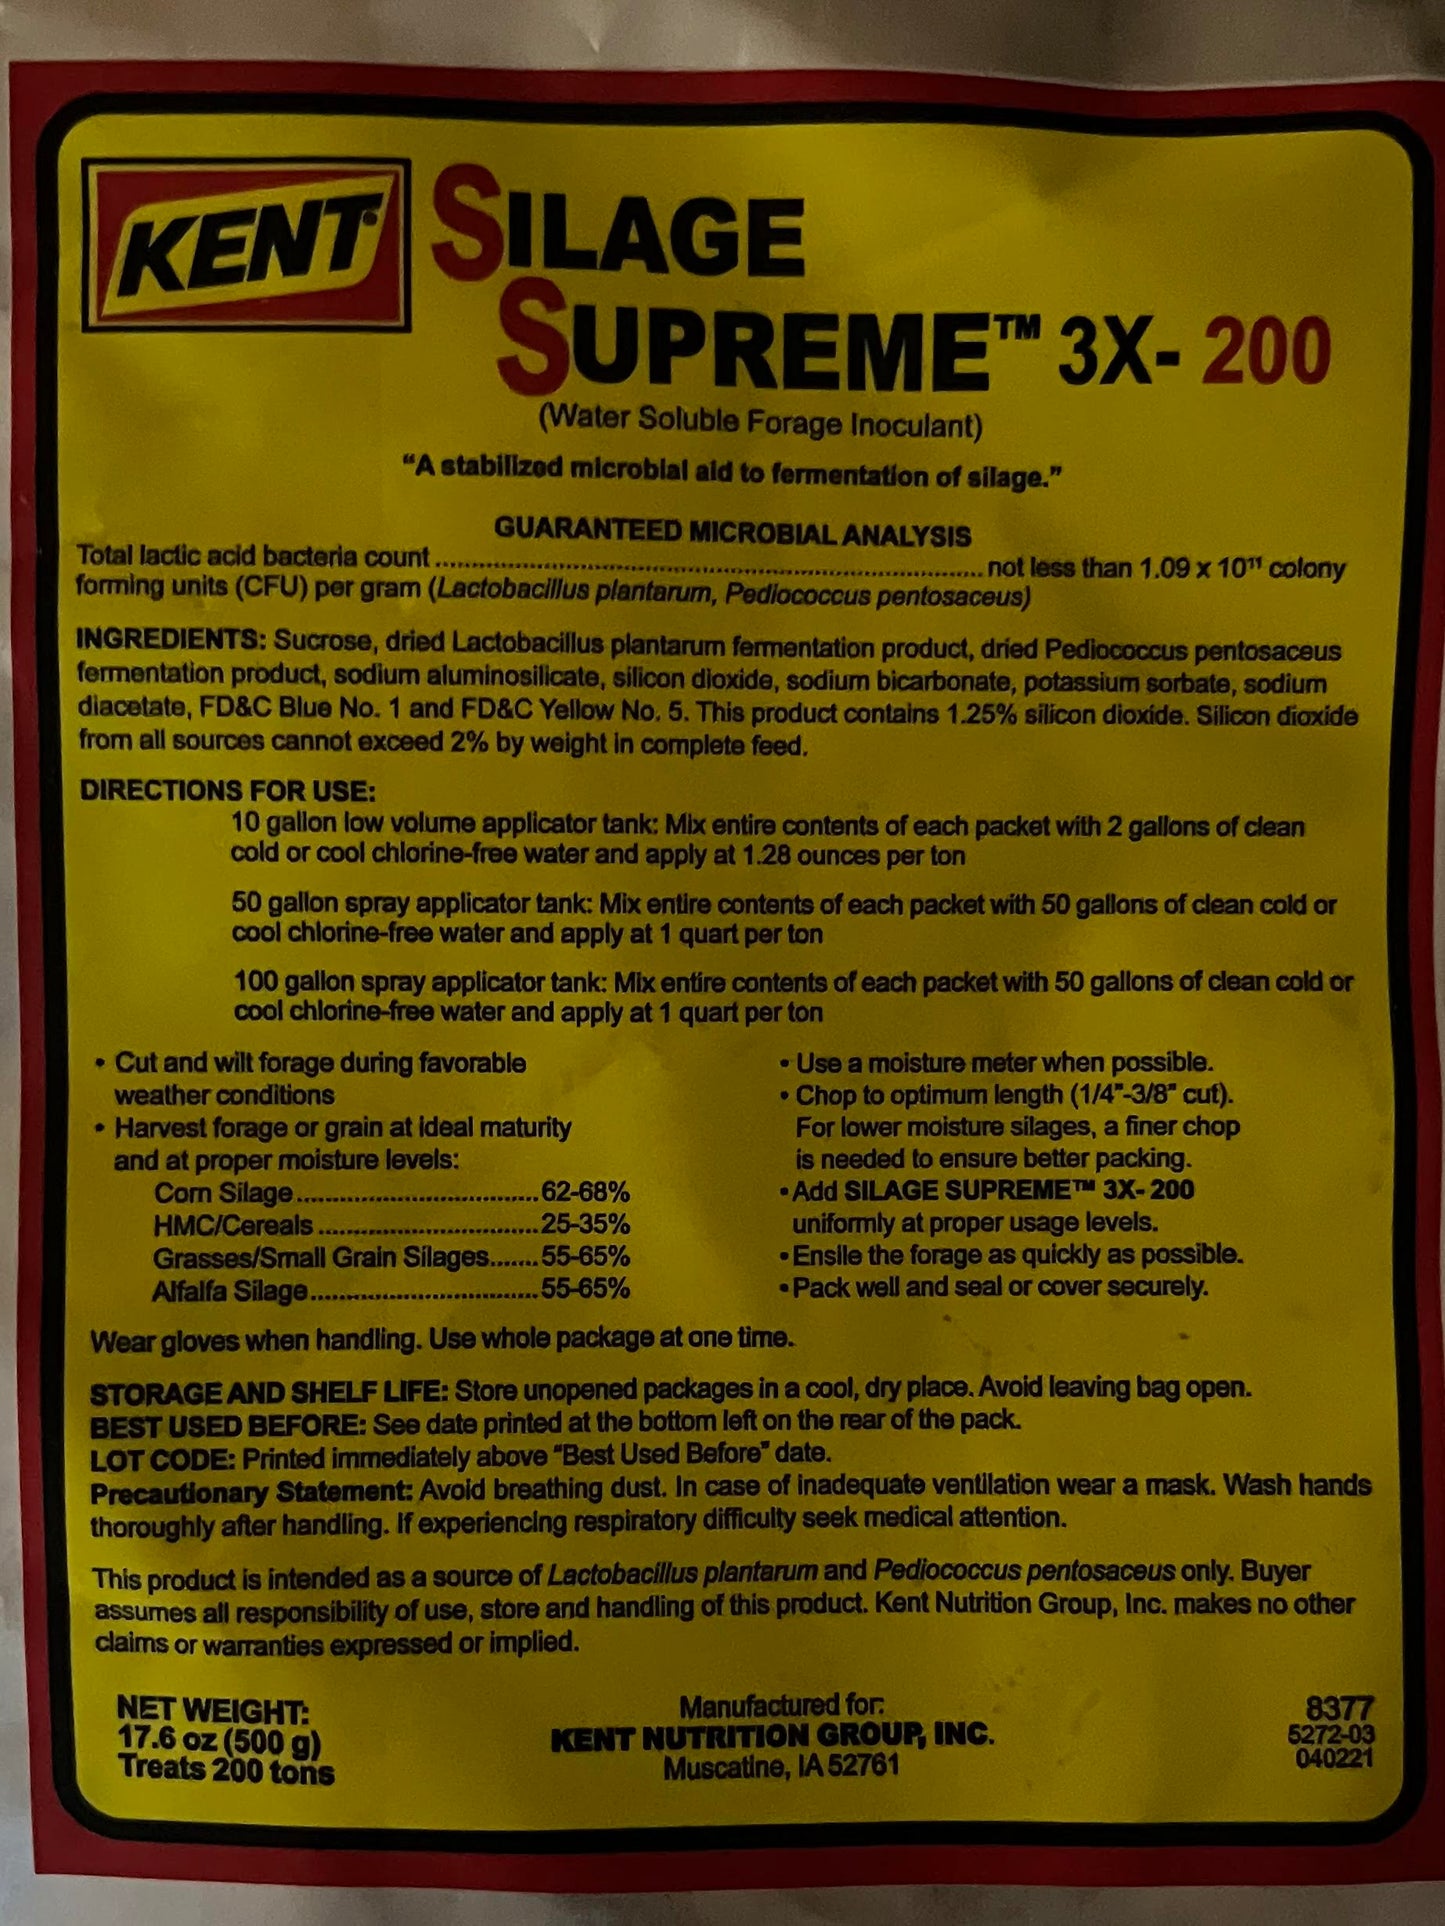 KENT®
SILAGE
SUPREME™ 3X- 200
(Water Soluble Forage Inoculant)
“A stabilized microbial aid to fermentation of silage.”
GUARANTEED MICROBIAL ANALYSIS
Total lactic acid bacteria count ........................................................................ not less than 1.09 x 10¹¹ colony
forming units (CFU) per gram (Lactobacillus plantarum, Pediococcus pentosaceus)
INGREDIENTS: Sucrose, dried Lactobacillus plantarum fermentation product, dried Pediococcus pentosaceus
fermentation product, sodium aluminosilicate, silicon dioxide, sodium bicarbonate, potassium sorbate, sodium
diacetate, FD&C Blue No. 1 and FD&C Yellow No. 5. This product contains 1.25% silicon dioxide. Silicon dioxide
from all sources cannot exceed 2% by weight in complete feed.
DIRECTIONS FOR USE:
10 gallon low volume applicator tank: Mix entire contents of each packet with 2 gallons of clean
cold or cool chlorine-free water and apply at 1.28 ounces per ton
50 gallon spray applicator tank: Mix entire contents of each packet with 50 gallons of clean cold or
cool chlorine-free water and apply at 1 quart per ton
100 gallon spray applicator tank: Mix entire contents of each packet with 50 gallons of clean cold or
cool chlorine-free water and apply at 1 quart per ton
• Cut and wilt forage during favorable
weather conditions
• Harvest forage or grain at ideal maturity
and at proper moisture levels:
Corn Silage..................................62-68%
HMC/Cereals ..............................25-35%
Grasses/Small Grain Silages.......55-65%
Alfalfa Silage................................55-65%
• Use a moisture meter when possible.
• Chop to optimum length (1/4"-3/8" cut).
For lower moisture silages, a finer chop
is needed to ensure better packing.
• Add SILAGE SUPREME™ 3X- 200
uniformly at proper usage levels.
• Ensile the forage as quickly as possible.
• Pack well and seal or cover securely.
Wear gloves when handling. Use whole package at one time.
STORAGE AND SHELF LIFE: Store unopened packages in a cool, dry place. Avoid leaving bag open.
BEST USED BEFORE: See date printed at the bottom left on the rear of the pack.
LOT CODE: Printed immediately above "Best Used Before" date.
Precautionary Statement: Avoid breathing dust. In case of inadequate ventilation wear a mask. Wash hands
thoroughly after handling. If experiencing respiratory difficulty seek medical attention.
This product is intended as a source of Lactobacillus plantarum and Pediococcus pentosaceus only. Buyer
assumes all responsibility of use, store and handling of this product. Kent Nutrition Group, Inc. makes no other
claims or warranties expressed or implied.
NET WEIGHT:
17.6 oz (500 g)
Treats 200 tons
Manufactured for:
KENT NUTRITION GROUP, INC.
Muscatine, IA 52761
8377
5272-03
040221